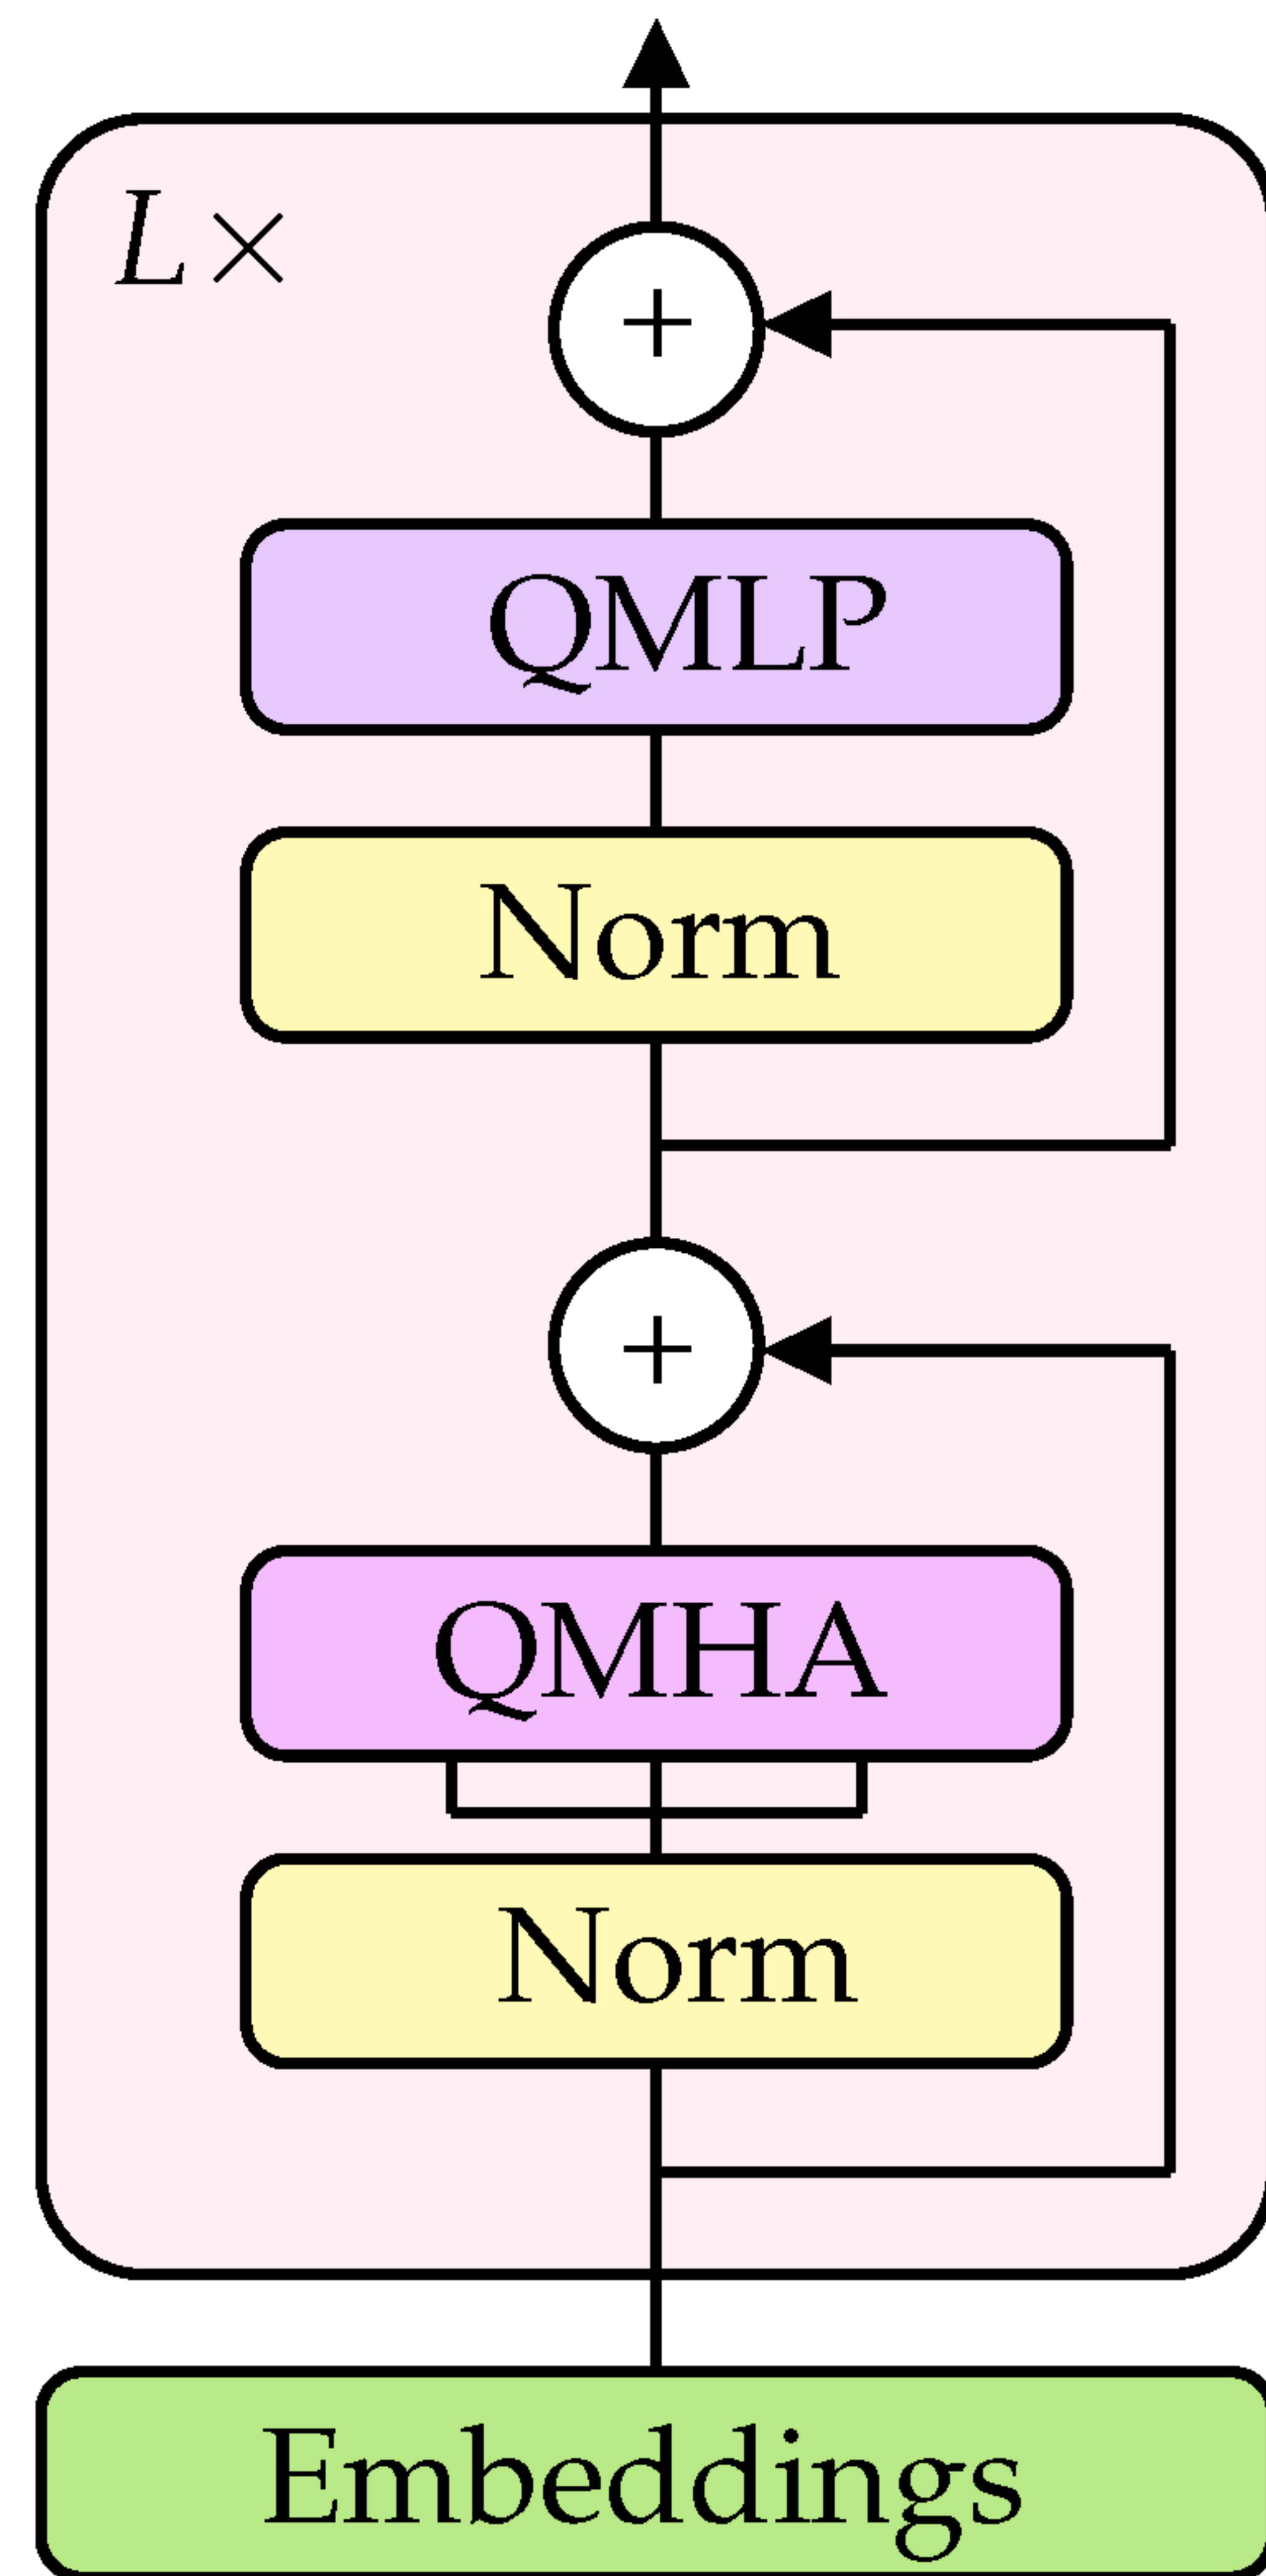 L×
+
QMLP
Norm
+
QMHA
Norm
Embeddings